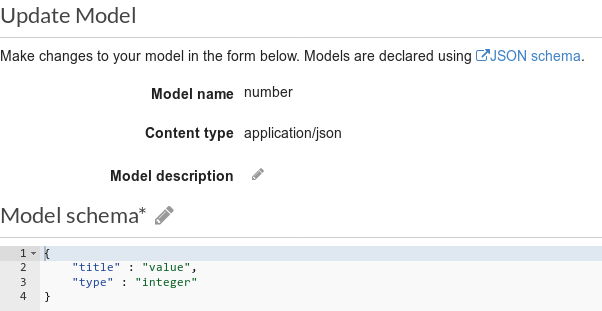 Update Model
Make changes to your model in the form below. Models are declared using JSON schema.
Model name number
Content type application/json
Model description
Model schema*
1 {
2 "title" : "value",
3 "type" : "integer"
4 }